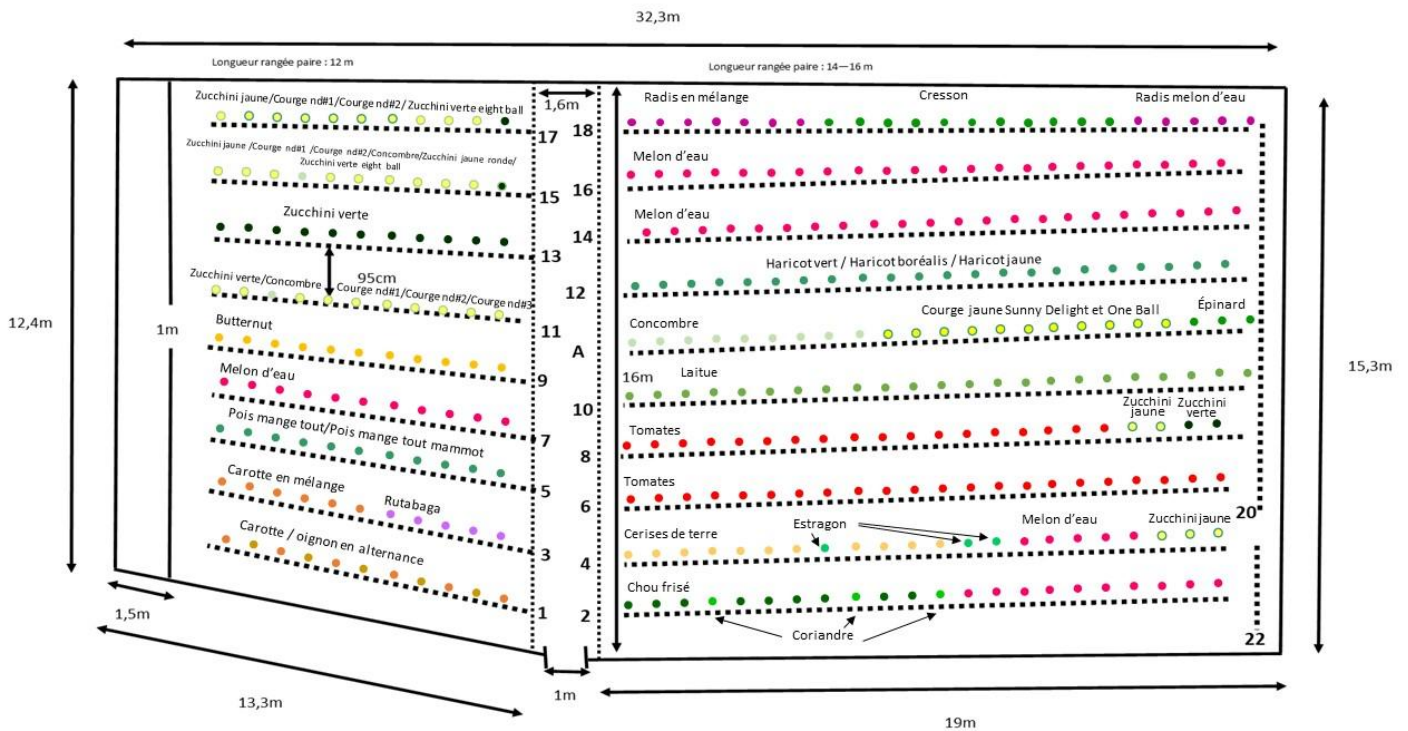 32,3m
Longueur rangée paire : 12 m
Longueur rangée paire : 14—16 m
Zucchini jaune/Courge nd#1/Courge nd#2/ Zucchini verte eight ball
1,6m
Radis en mélange
Cresson
Radis melon d'eau
17
18
Zucchini jaune /Courge nd#1 /Courge nd#2/Concombre/Zucchini jaune ronde/
Zucchini verte eight ball
Melon d'eau
15
16
Zucchini verte
Melon d'eau
13
14
95cm
Zucchini verte/Concombre
Courge nd#1/Courge nd#2/Courge nd#3
Haricot vert / Haricot boréalis / Haricot jaune
11
12
12,4m
1m
Butternut
A
Concombre
Courge jaune Sunny Delight et One Ball
Épinard
9
Melon d'eau
16m
Laitue
15,3m
10
7
Pois mange tout/Pois mange tout mammot
Tomates
Zucchini
jaune
Zucchini
verte
8
5
Carotte en mélange
Rutabaga
Tomates
6
20
3
Carotte / oignon en alternance
Cerises de terre
Estragon
Melon d'eau
Zucchini jaune
4
1
Chou frisé
2
Coriandre
22
1,5m
13,3m
1m
19m